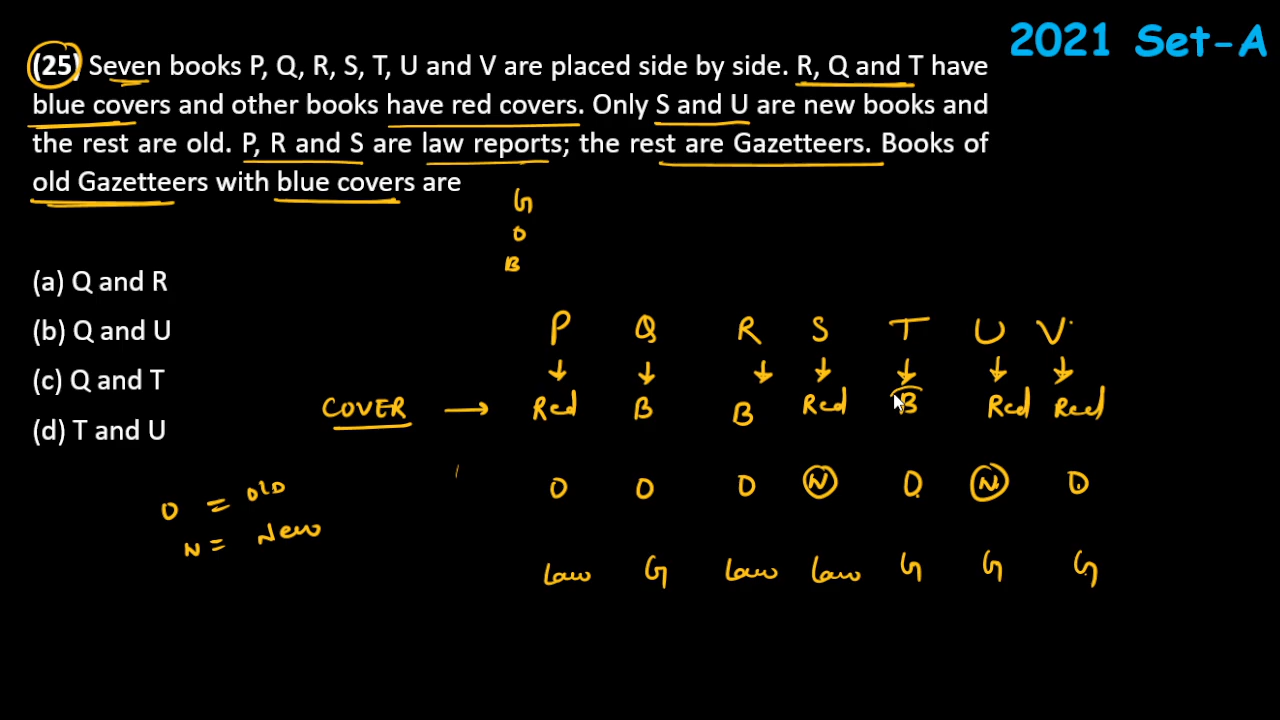 2021 Set-A
(25) Seven books P, Q, R, S, T, U and V are placed side by side. R, Q and T have
blue covers and other books have red covers. Only S and U are new books and
the rest are old. P, R and S are law reports; the rest are Gazetteers. Books of
old Gazetteers with blue covers are
G
O
B
(a) Q and R
(b) Q and U
(c) Q and T
(d) T and U
P Q R S T U V
COVER → Red B B Red B Red Red
O O O N O N O
O = OLD
N = New
Law G Law Law G G G